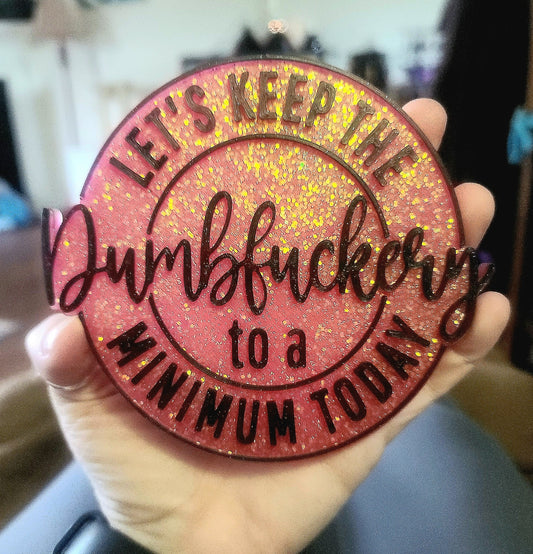 LET'S KEEP THE
Dumbfuckery
to a
MINIMUM TODAY